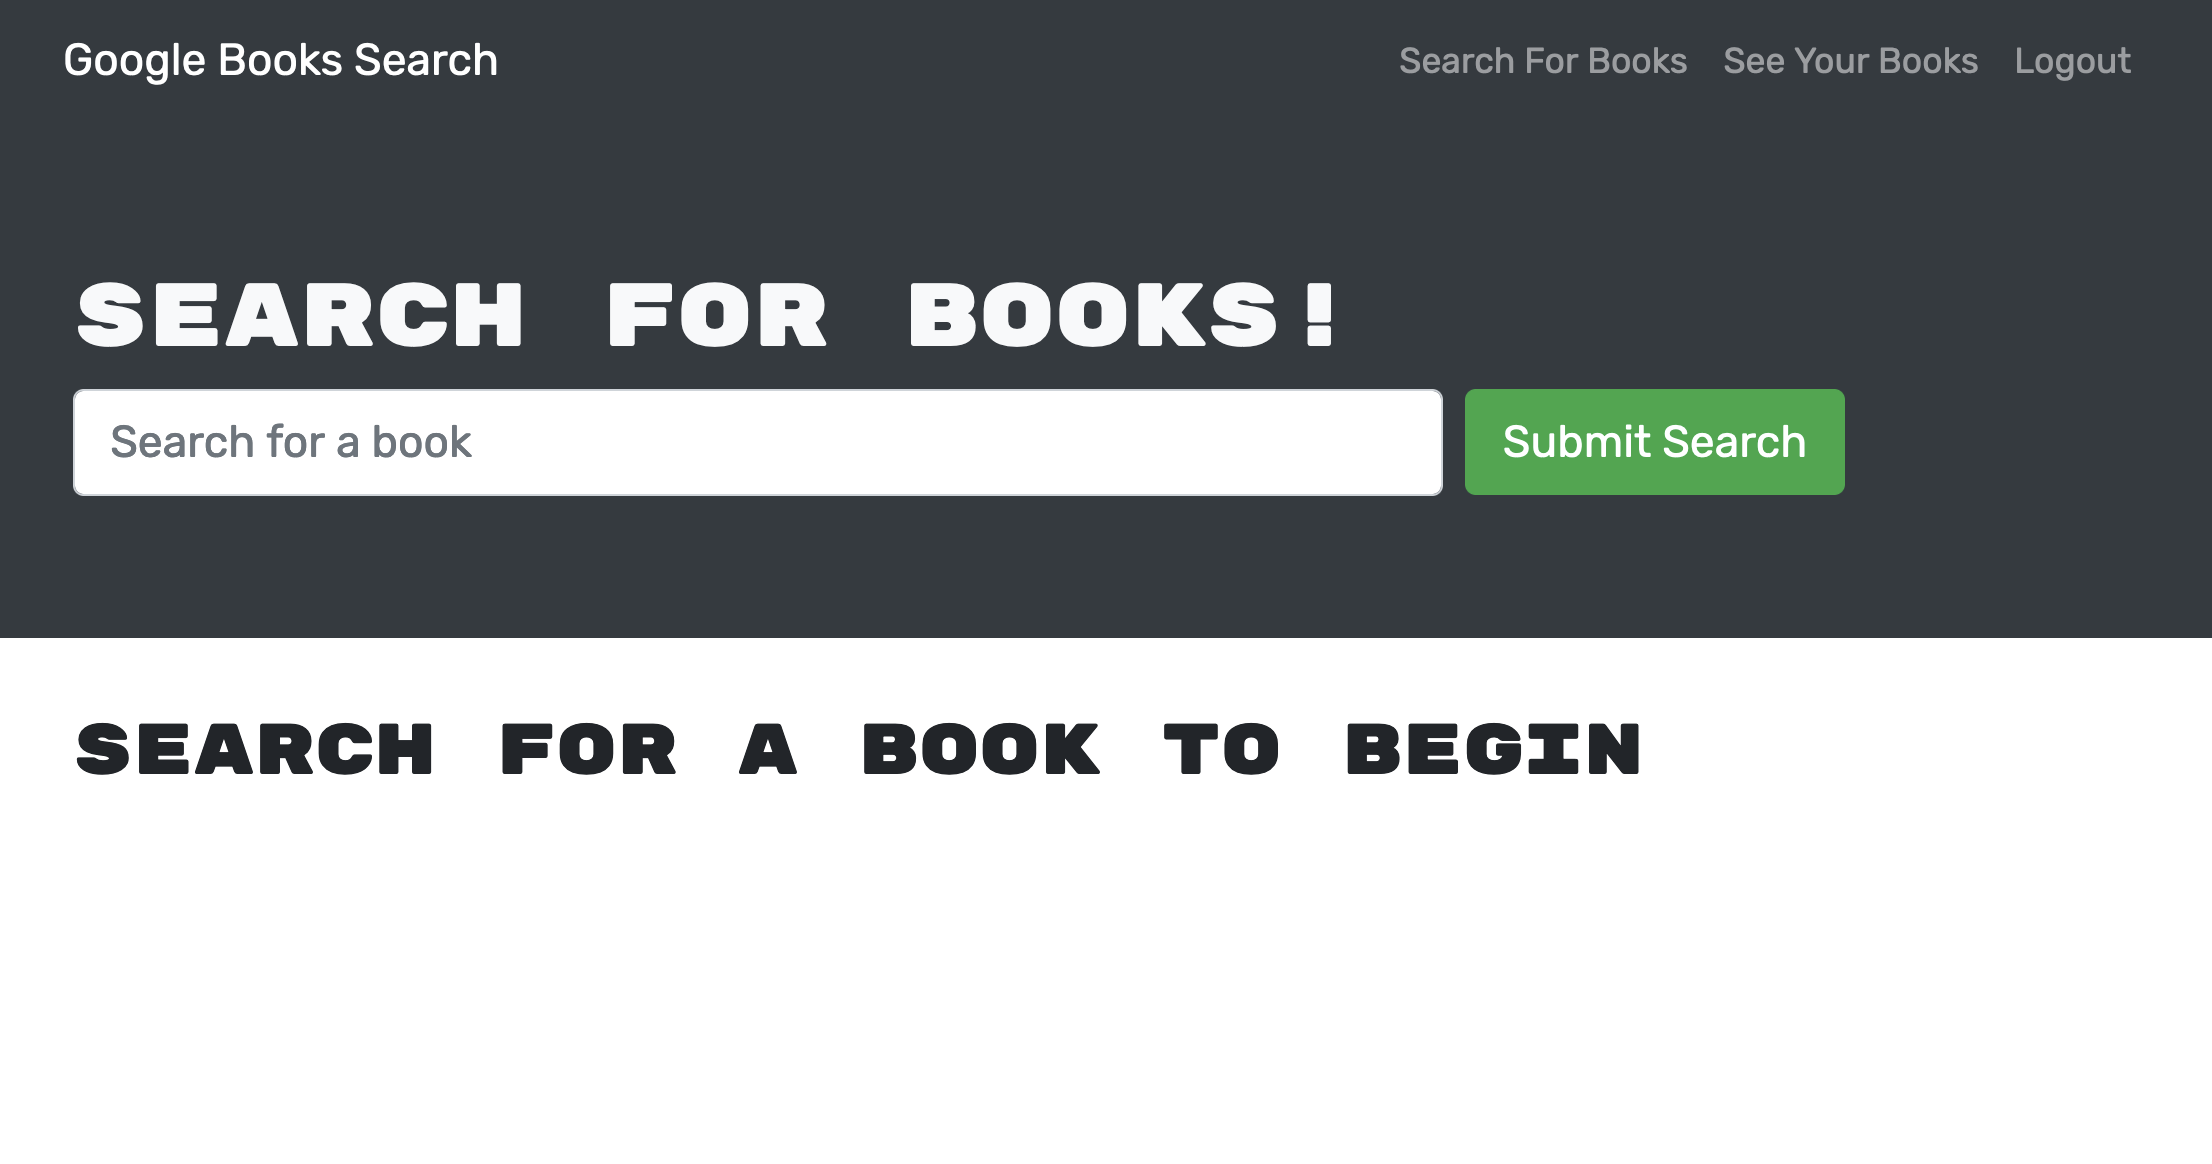 Google Books Search
Search For Books See Your Books Logout
SEARCH FOR BOOKS!
Search for a book
Submit Search
SEARCH FOR A BOOK TO BEGIN